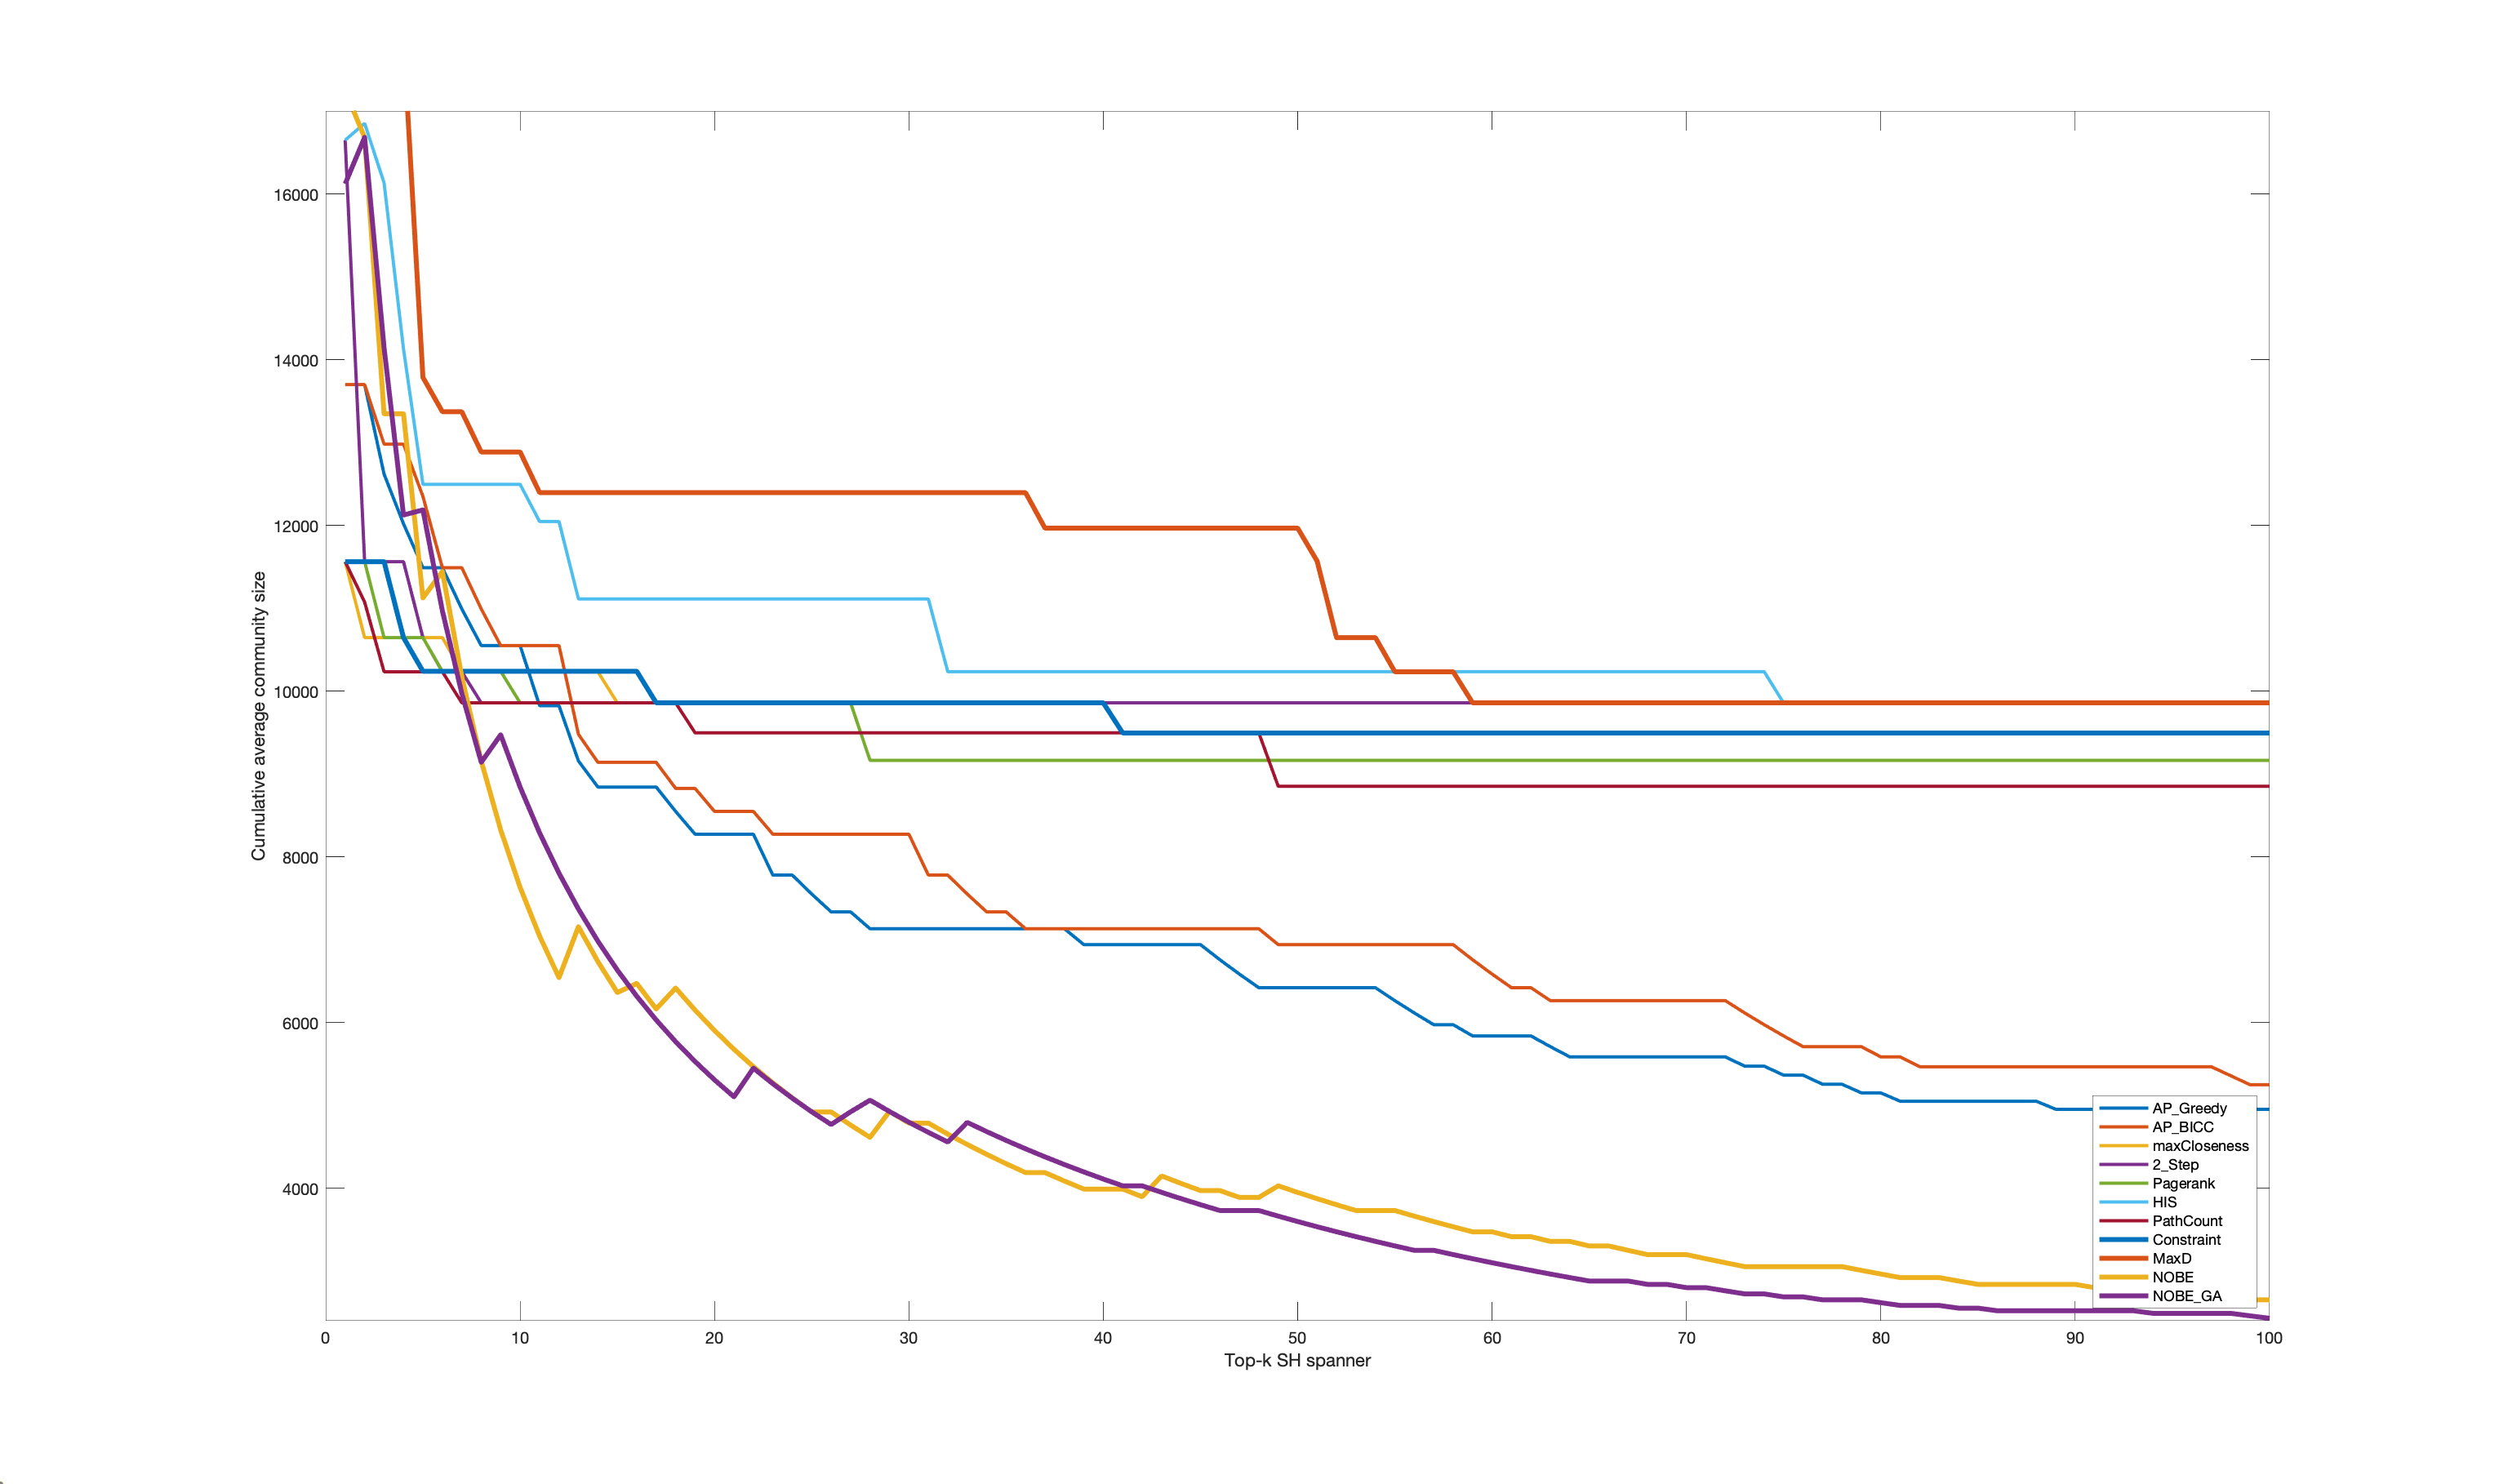 16000
14000
12000
10000
8000
6000
4000
Cumulative average community size
0 10 20 30 40 50 60 70 80 90 100
Top-k SH spanner
AP_Greedy
AP_BICC
maxCloseness
2_Step
Pagerank
HIS
PathCount
Constraint
MaxD
NOBE
NOBE_GA